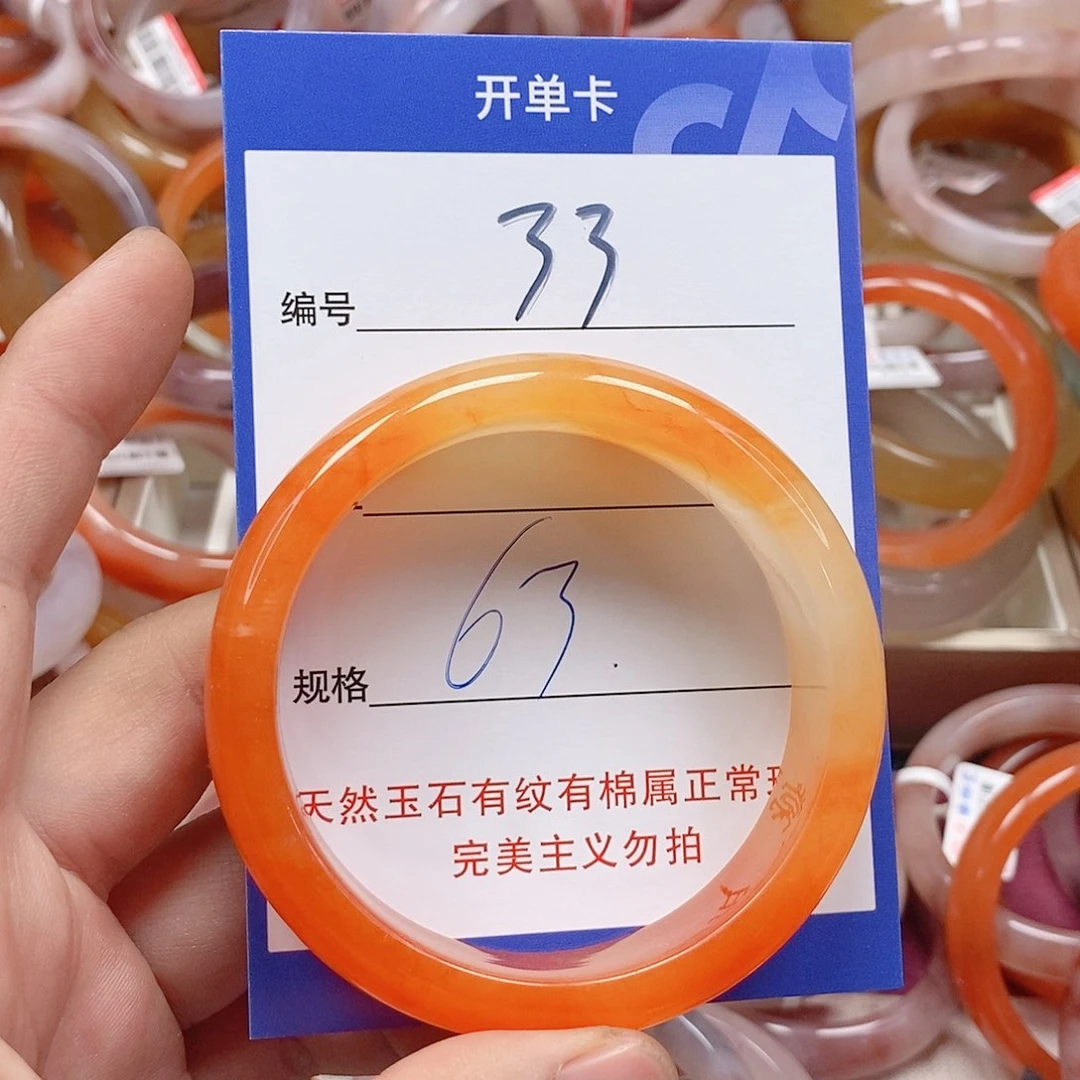 开单卡
编号 33
规格 63
天然玉石有纹有棉属正常
完美主义勿拍